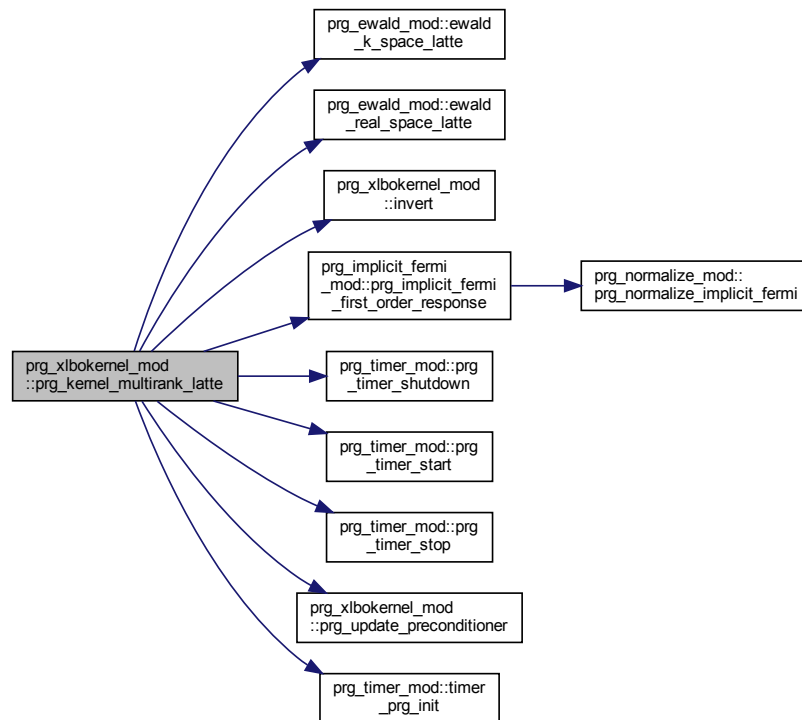 prg_ewald_mod::ewald
_k_space_latte
prg_ewald_mod::ewald
_real_space_latte
prg_xlbokernel_mod
::invert
prg_implicit_fermi
_mod::prg_implicit_fermi
_first_order_response
prg_normalize_mod::
prg_normalize_implicit_fermi
prg_xlbokernel_mod
::prg_kernel_multirank_latte
prg_timer_mod::prg
_timer_shutdown
prg_timer_mod::prg
_timer_start
prg_timer_mod::prg
_timer_stop
prg_xlbokernel_mod
::prg_update_preconditioner
prg_timer_mod::timer
_prg_init